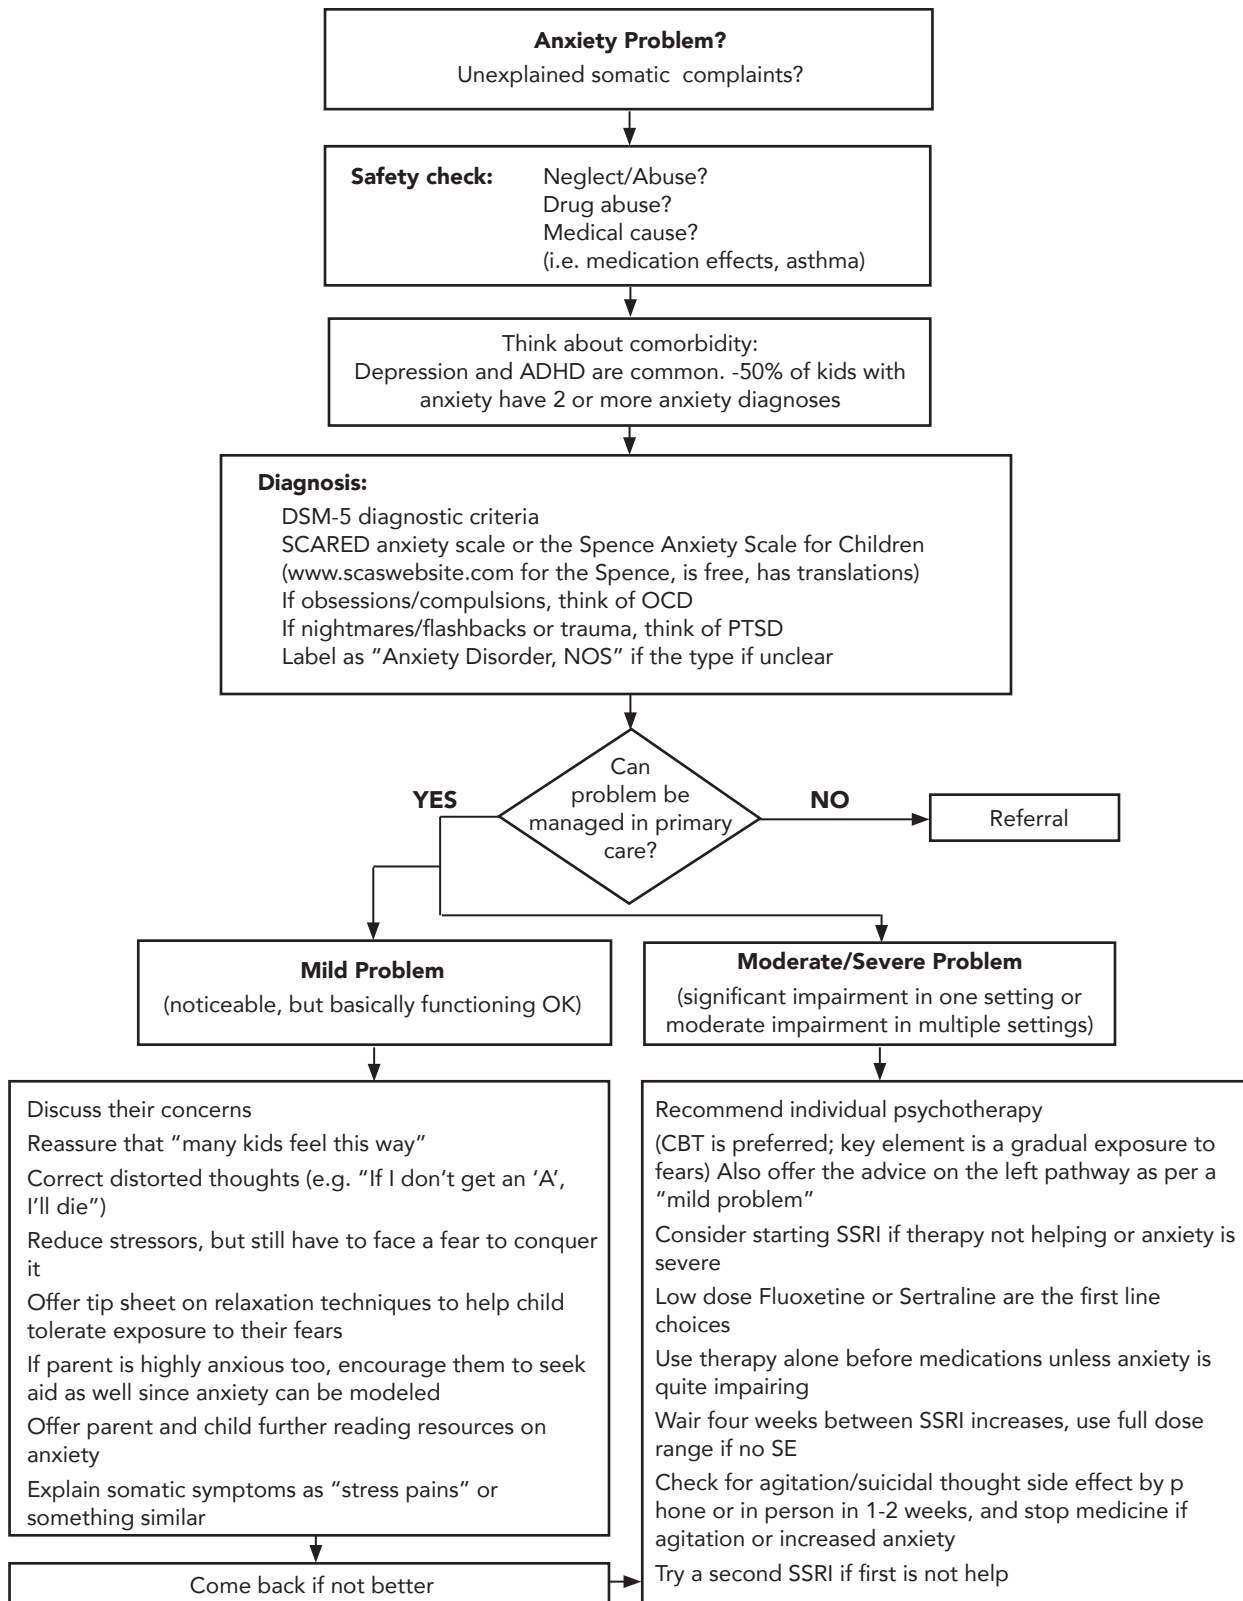 Anxiety Problem?
Unexplained somatic complaints?
Safety check: Neglect/Abuse?
Drug abuse?
Medical cause?
(i.e. medication effects, asthma)
Think about comorbidity:
Depression and ADHD are common. -50% of kids with
anxiety have 2 or more anxiety diagnoses
Diagnosis:
DSM-5 diagnostic criteria
SCARED anxiety scale or the Spence Anxiety Scale for Children
(www.scaswebsite.com for the Spence, is free, has translations)
If obsessions/compulsions, think of OCD
If nightmares/flashbacks or trauma, think of PTSD
Label as “Anxiety Disorder, NOS” if the type if unclear
Can
problem be
managed in primary
care?
YES
NO
Referral
Mild Problem
(noticeable, but basically functioning OK)
Moderate/Severe Problem
(significant impairment in one setting or
moderate impairment in multiple settings)
Discuss their concerns
Reassure that “many kids feel this way”
Correct distorted thoughts (e.g. “If I don’t get an ‘A’,
I’ll die”)
Reduce stressors, but still have to face a fear to conquer
it
Offer tip sheet on relaxation techniques to help child
tolerate exposure to their fears
If parent is highly anxious too, encourage them to seek
aid as well since anxiety can be modeled
Offer parent and child further reading resources on
anxiety
Explain somatic symptoms as “stress pains” or
something similar
Come back if not better
Recommend individual psychotherapy
(CBT is preferred; key element is a gradual exposure to
fears) Also offer the advice on the left pathway as per a
“mild problem”
Consider starting SSRI if therapy not helping or anxiety is
severe
Low dose Fluoxetine or Sertraline are the first line
choices
Use therapy alone before medications unless anxiety is
quite impairing
Wair four weeks between SSRI increases, use full dose
range if no SE
Check for agitation/suicidal thought side effect by p
hone or in person in 1-2 weeks, and stop medicine if
agitation or increased anxiety
Try a second SSRI if first is not help